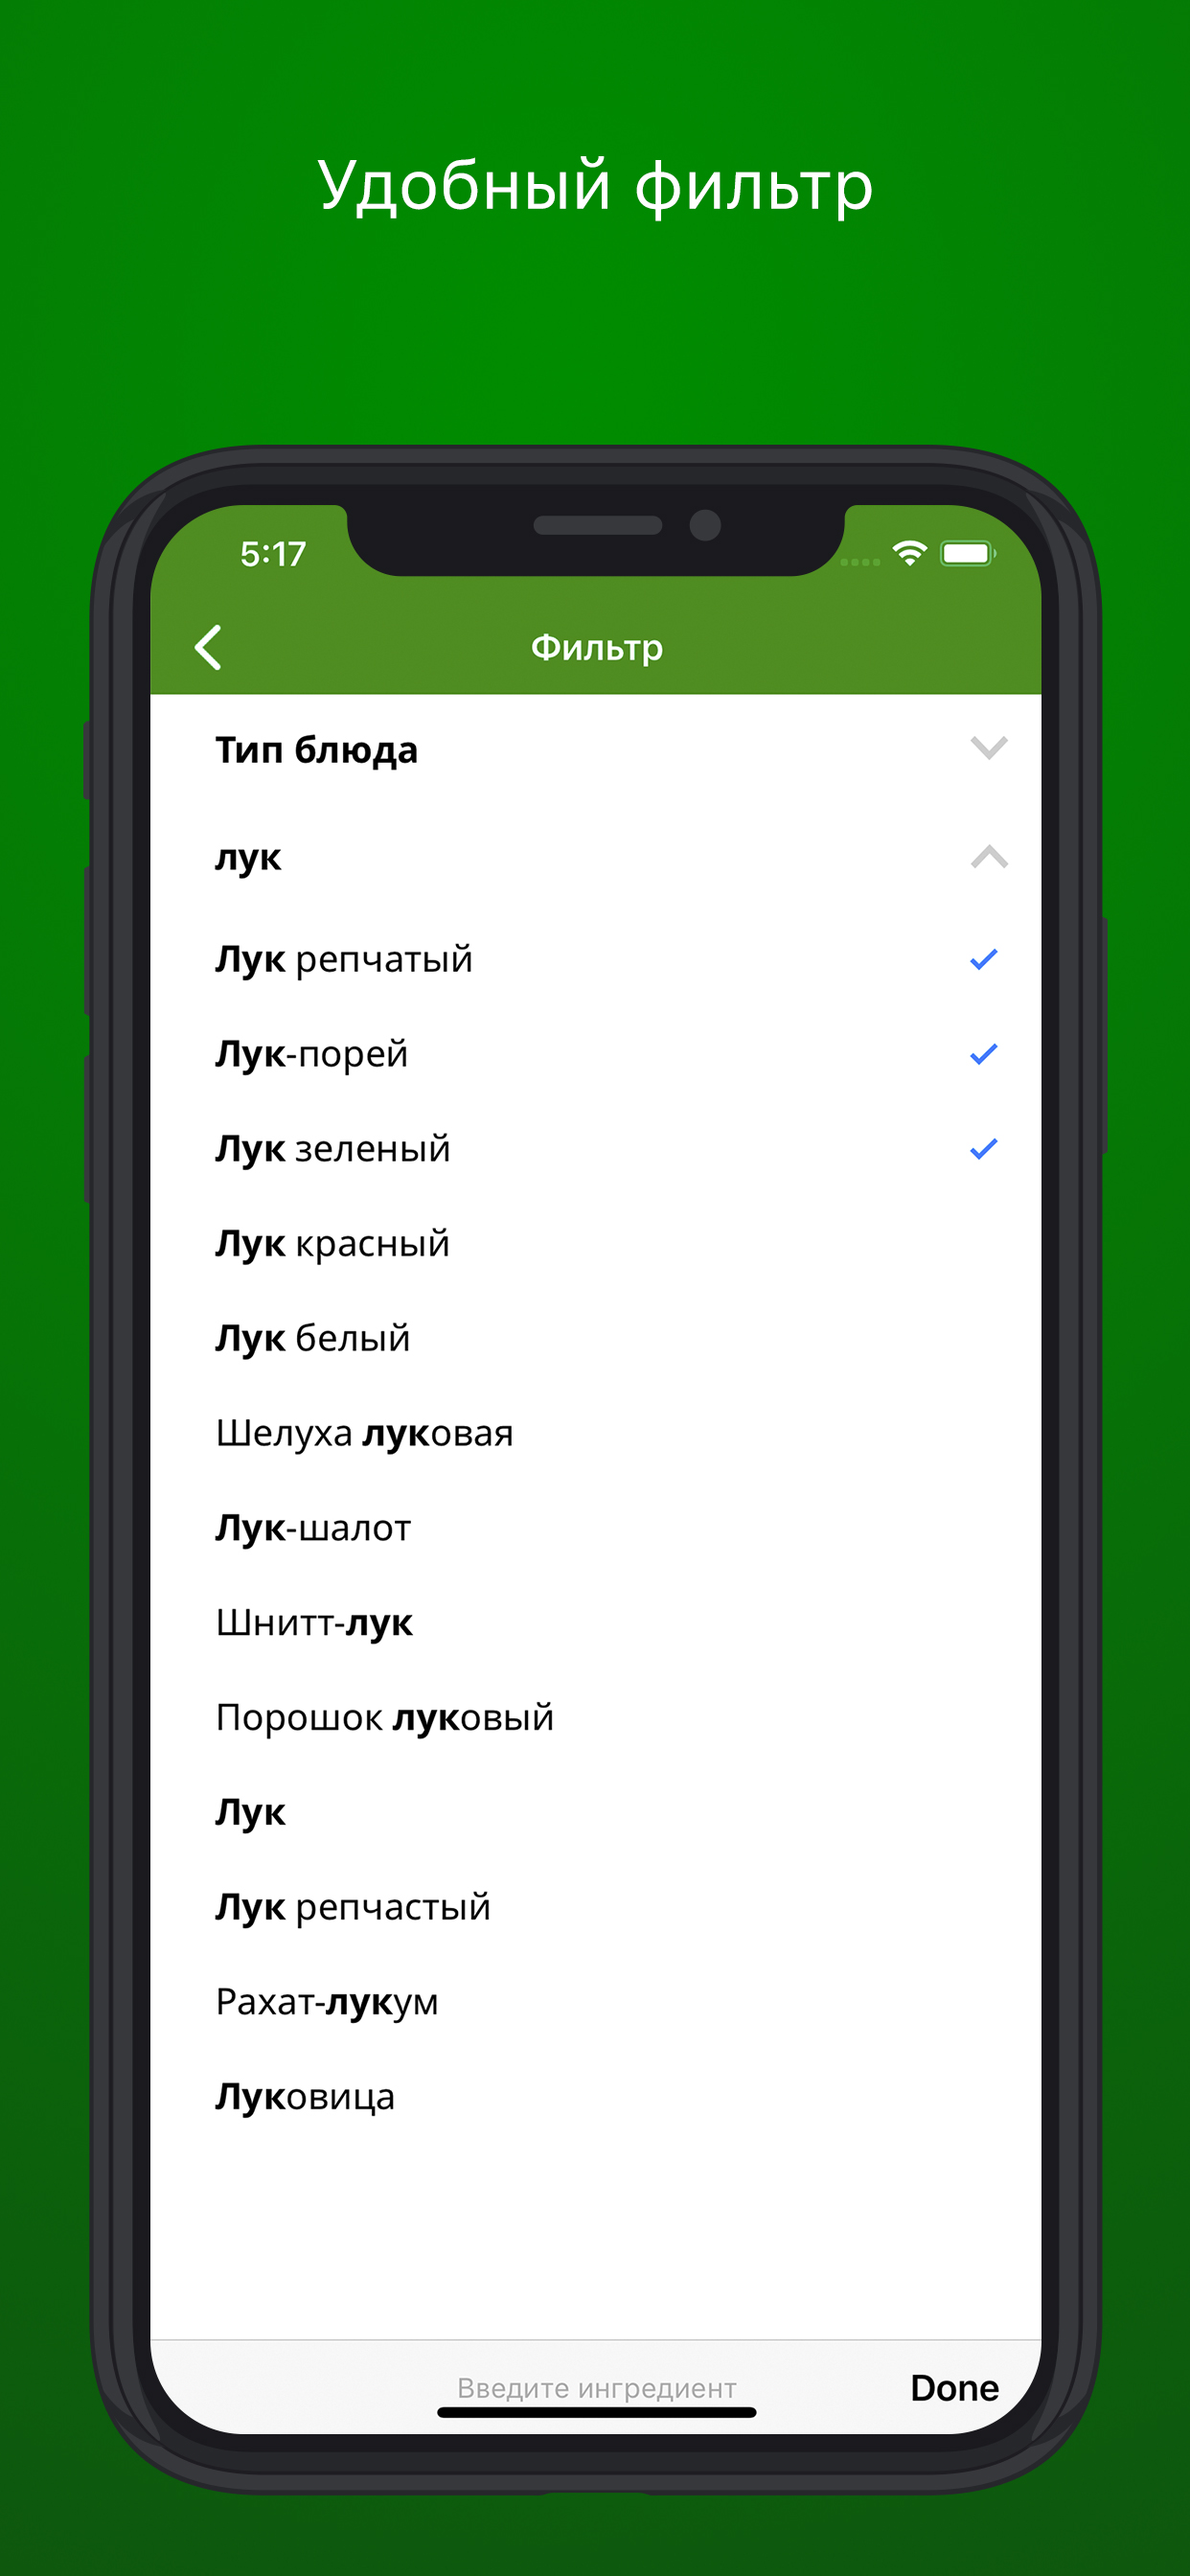 Удобный фильтр
5:17
Фильтр
Тип блюда
лук
Лук репчатый
Лук-порей
Лук зеленый
Лук красный
Лук белый
Шелуха луковая
Лук-шалот
Шнитт-лук
Порошок луковый
Лук
Лук репчастый
Рахат-лукум
Луковица
Введите ингредиент
Done